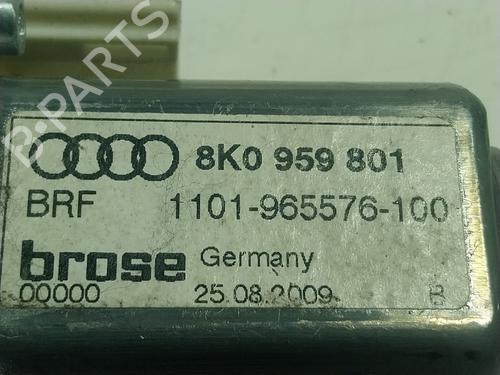 B-PARTS
8K0 959 801
BRF 1101-965576-100
brose Germany
00000 25.08.2009 B